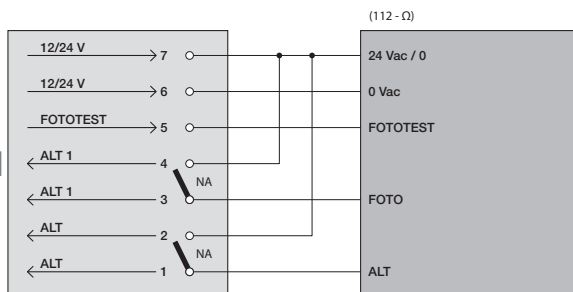 (112 - Ω)
12/24 V 7 24 Vac / 0
12/24 V 6 0 Vac
FOTOTEST 5 FOTOTEST
ALT 1 4
NA
ALT 1 3 FOTO
ALT 2
NA
ALT 1 ALT